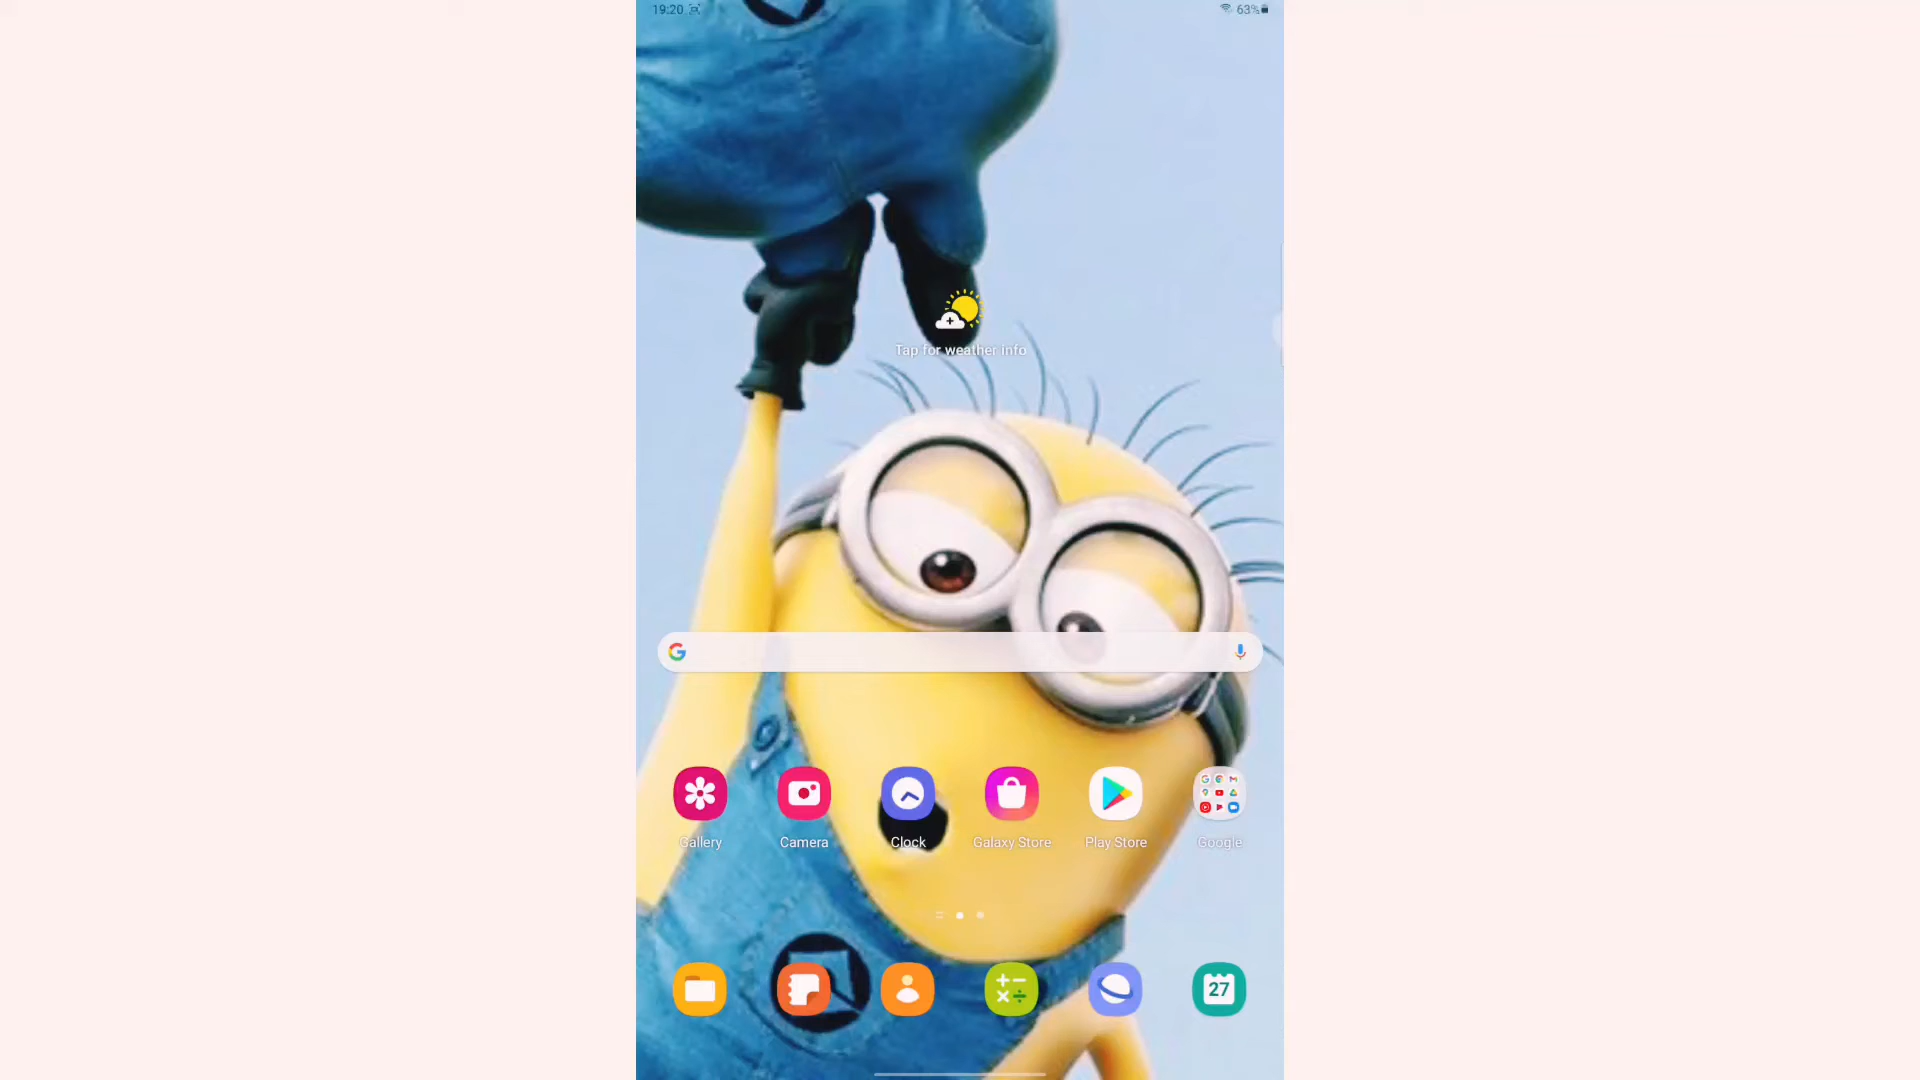 19:20
63%
Tap for weather info
Gallery
Camera
Clock
Galaxy Store
Play Store
Google
27